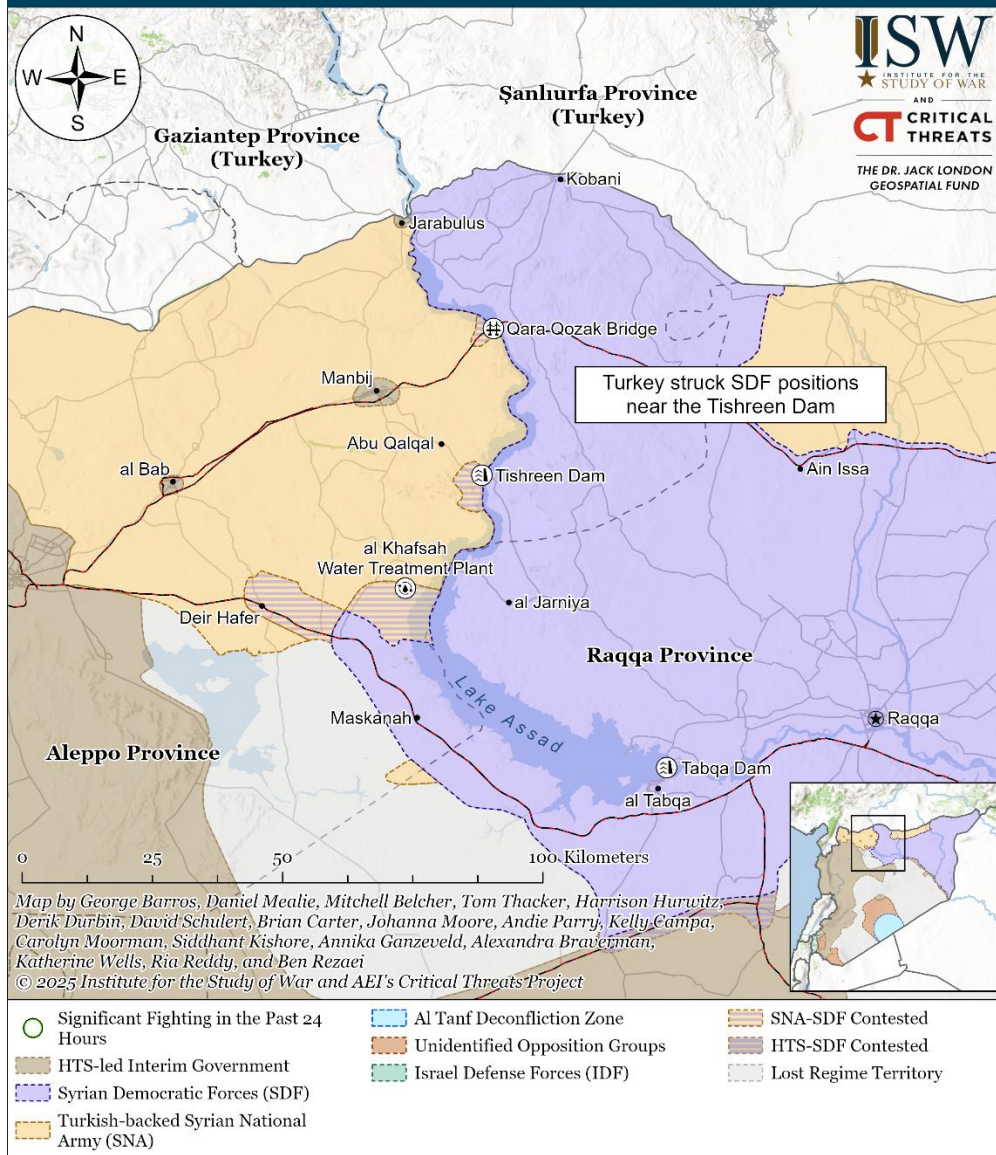 N
W E
S
ISW
INSTITUTE FOR THE
STUDY OF WAR
AND
CT CRITICAL
THREATS
THE DR. JACK LONDON
GEOSPATIAL FUND
Şanlıurfa Province
(Turkey)
Gaziantep Province
(Turkey)
Kobani
Jarabulus
Qara-Qozak Bridge
Turkey struck SDF positions
near the Tishreen Dam
Manbij
Abu Qalqal
Ain Issa
al Bab
Tishreen Dam
al Khafsah
Water Treatment Plant
Deir Hafer
al Jarniya
Raqqa Province
Lake Assad
Maskanah
Raqqa
Aleppo Province
Tabqa Dam
al Tabqa
0 25 50 100 Kilometers
Map by George Barros, Daniel Mealie, Mitchell Belcher, Tom Thacker, Harrison Hurwitz,
Derik Durbin, David Schulert, Brian Carter, Johanna Moore, Andie Parry, Kelly Campa,
Carolyn Moorman, Siddhant Kishore, Annika Ganzeveld, Alexandra Braverman,
Katherine Wells, Ria Reddy, and Ben Rezaei
© 2025 Institute for the Study of War and AEI's Critical Threats Project
Significant Fighting in the Past 24
Hours
HTS-led Interim Government
Syrian Democratic Forces (SDF)
Turkish-backed Syrian National
Army (SNA)
Al Tanf Deconfliction Zone
Unidentified Opposition Groups
Israel Defense Forces (IDF)
SNA-SDF Contested
HTS-SDF Contested
Lost Regime Territory